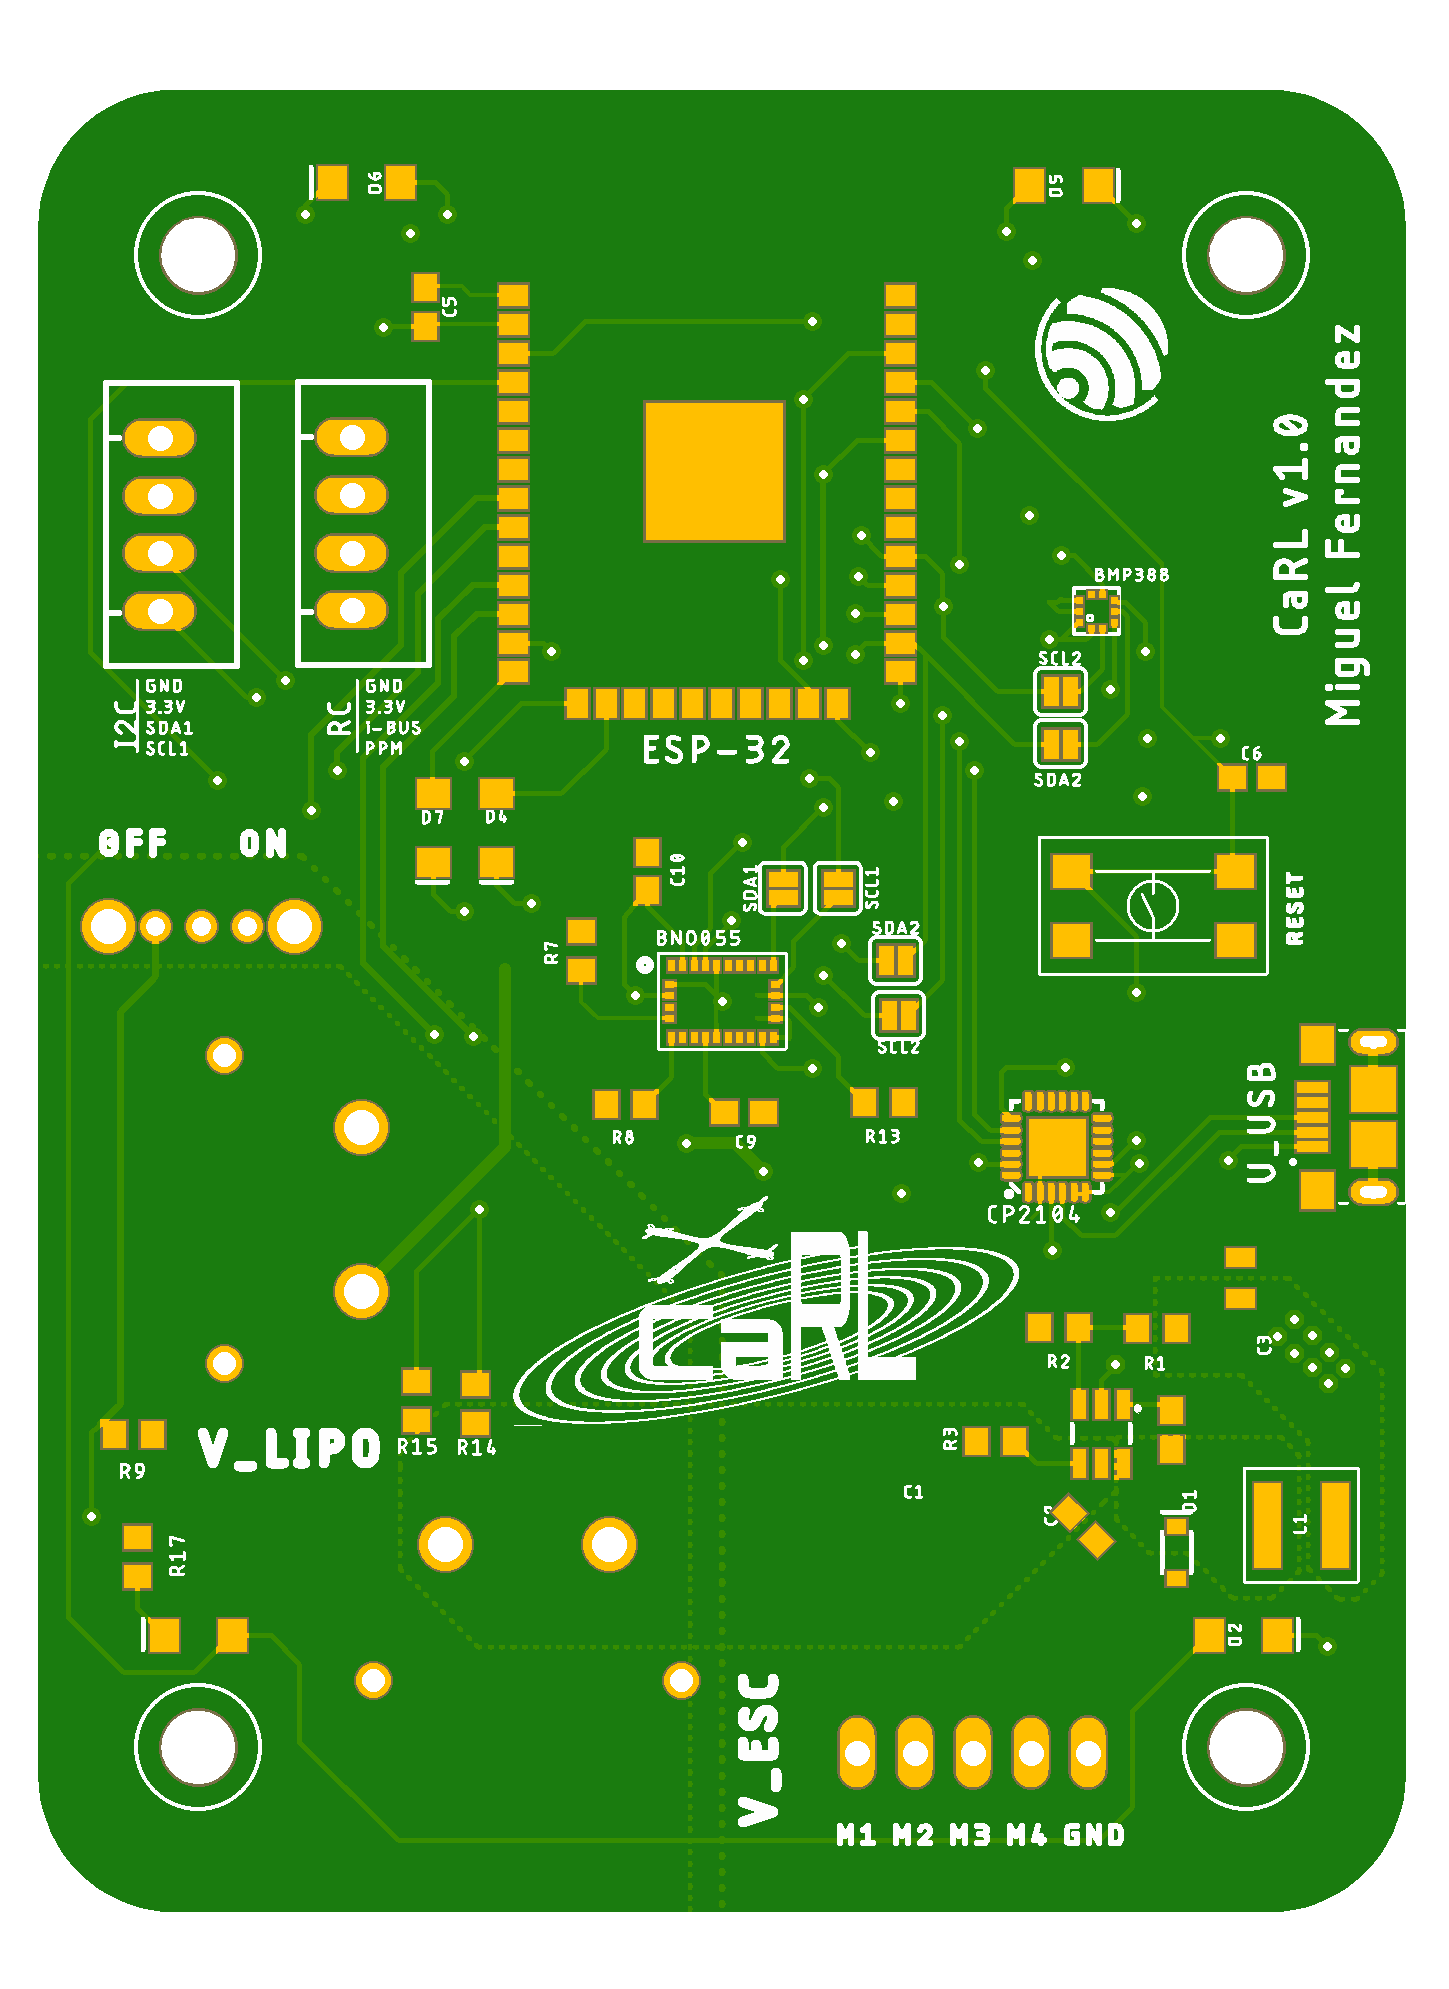 D6
D5
C5
CaRL v1.0
Miguel Fernandez
BMP388
SCL2
SDA2
I2C
GND
3.3V
SDA1
SCL1
RC
GND
3.3V
I-BUS
PPM
ESP-32
C6
D7
D4
OFF
ON
C10
SDA1
SCL1
RESET
SDA2
BNO055
R7
SLL2
U_USB
R8
C9
R13
CP2104
CaRL
C3
R2
R1
R15
R14
V_LIPO
R3
R9
C1
D1
L1
R17
D2
V_ESC
M1 M2 M3 M4 GND